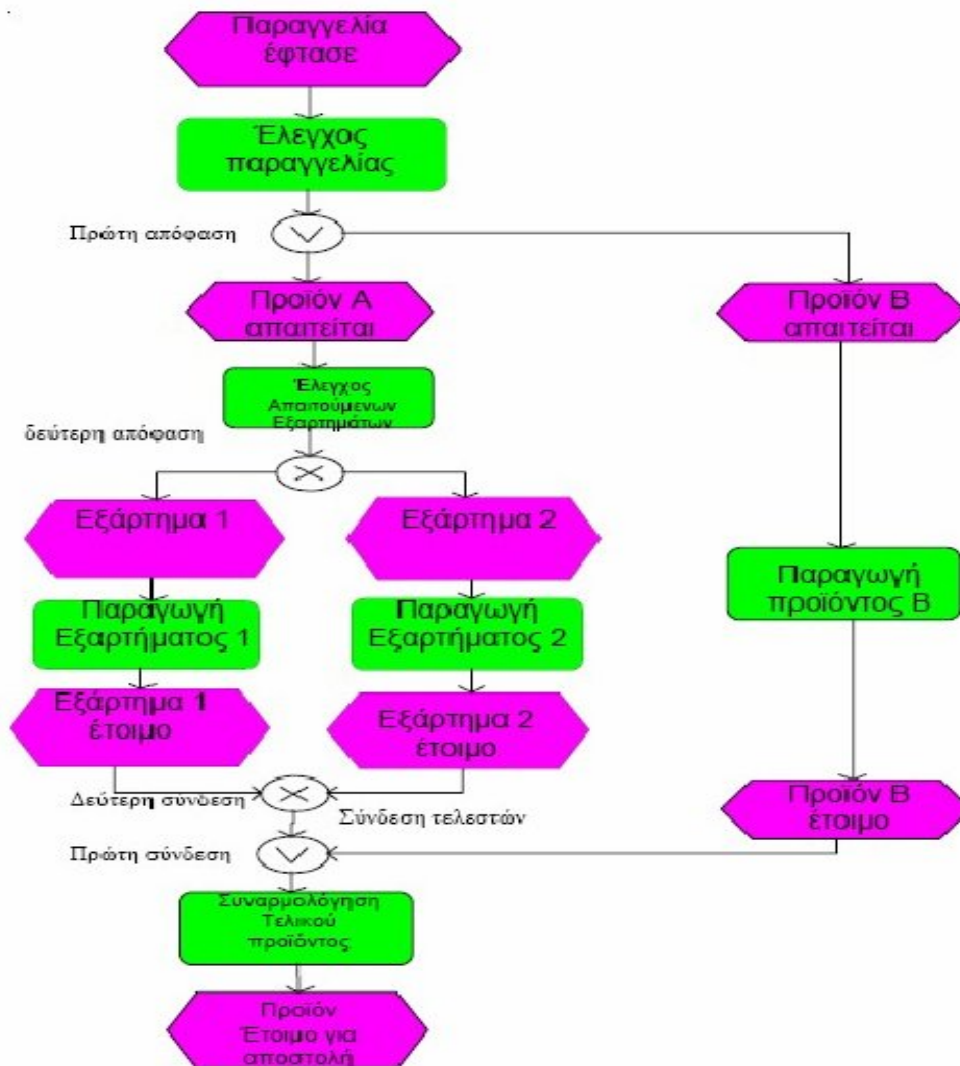 Παραγγελία
έφτασε
Έλεγχος
παραγγελίας
Πρώτη απόφαση
Προϊόν Α
απαιτείται
Προϊόν Β
απαιτείται
Έλεγχος
Απαιτούμενων
Εξαρτημάτων
δεύτερη απόφαση
Εξάρτημα 1
Εξάρτημα 2
Παραγωγή
Εξαρτήματος 1
Παραγωγή
Εξαρτήματος 2
Παραγωγή
προϊόντος Β
Εξάρτημα 1
έτοιμο
Εξάρτημα 2
έτοιμο
Προϊόν Β
έτοιμο
Δεύτερη σύνδεση
Σύνδεση τελεστών
Πρώτη σύνδεση
Συναρμολόγηση
Τελικού
προϊόντος
Προϊόν
Έτοιμο για
αποστολή